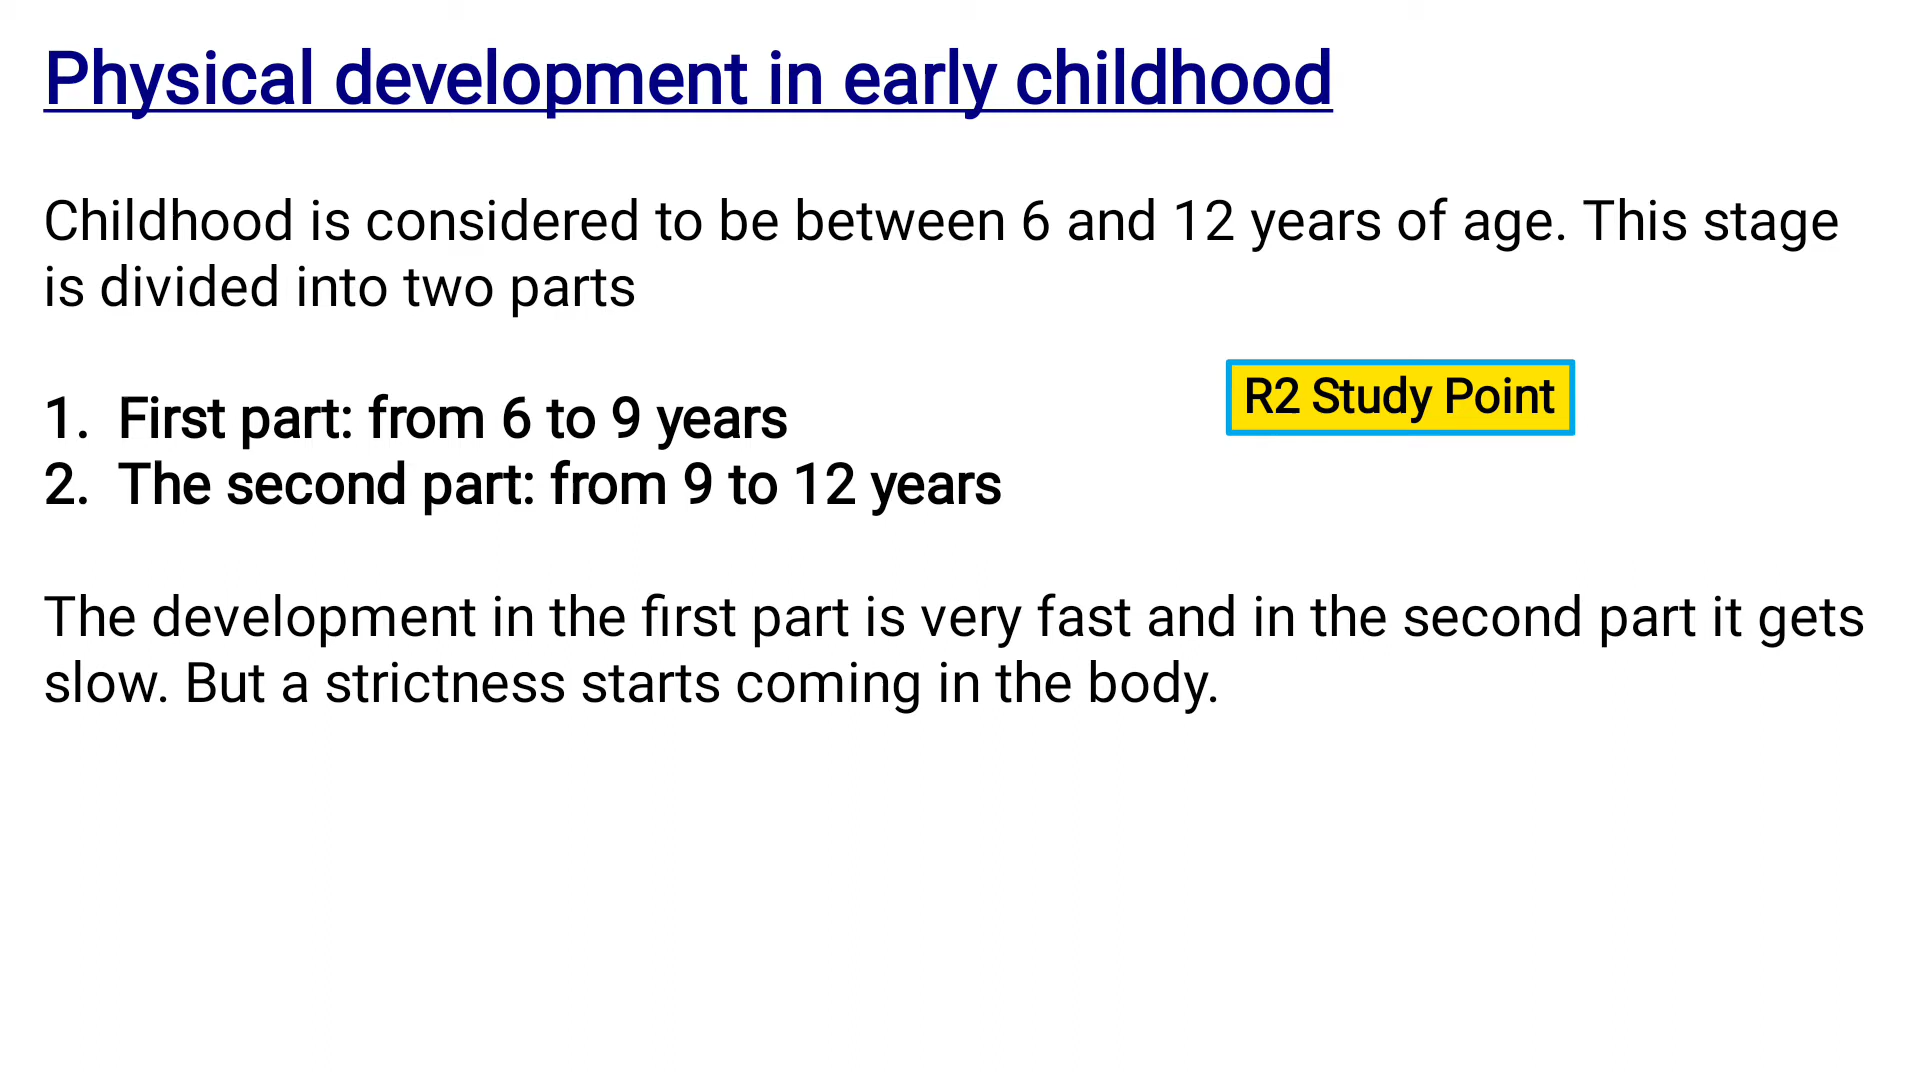 Physical development in early childhood
Childhood is considered to be between 6 and 12 years of age. This stage
is divided into two parts
R2 Study Point
1. First part: from 6 to 9 years
2. The second part: from 9 to 12 years
The development in the first part is very fast and in the second part it gets
slow. But a strictness starts coming in the body.